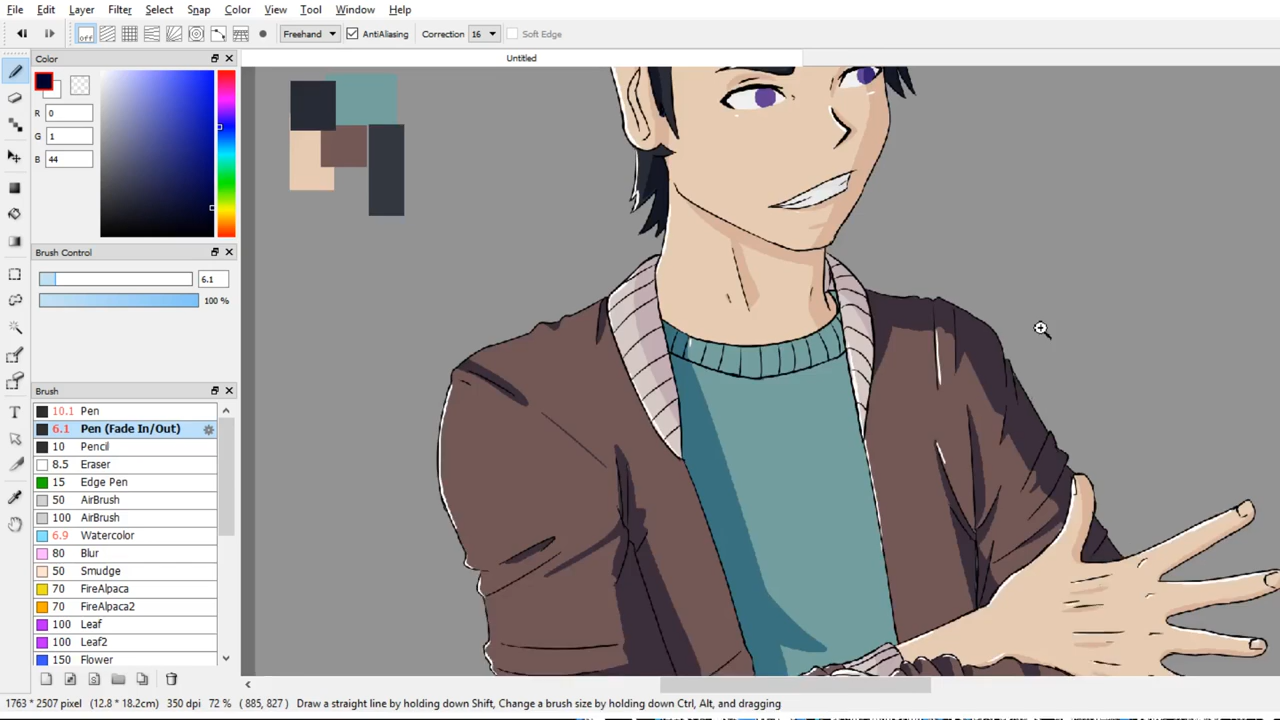 File Edit Layer Filter Select Snap Color View Tool Window Help
off Freehand AntiAliasing Correction 16 Soft Edge
Color
Untitled
R 0
G 1
B 44
Brush Control
6.1
100 %
Brush
10.1 Pen
6.1 Pen (Fade In/Out)
10 Pencil
8.5 Eraser
15 Edge Pen
50 AirBrush
100 AirBrush
6.9 Watercolor
80 Blur
50 Smudge
70 FireAlpaca
70 FireAlpaca2
100 Leaf
100 Leaf2
150 Flower
1763 * 2507 pixel (12.8 * 18.2cm) 350 dpi 72 % ( 885, 827 ) Draw a straight line by holding down Shift, Change a brush size by holding down Ctrl, Alt, and dragging